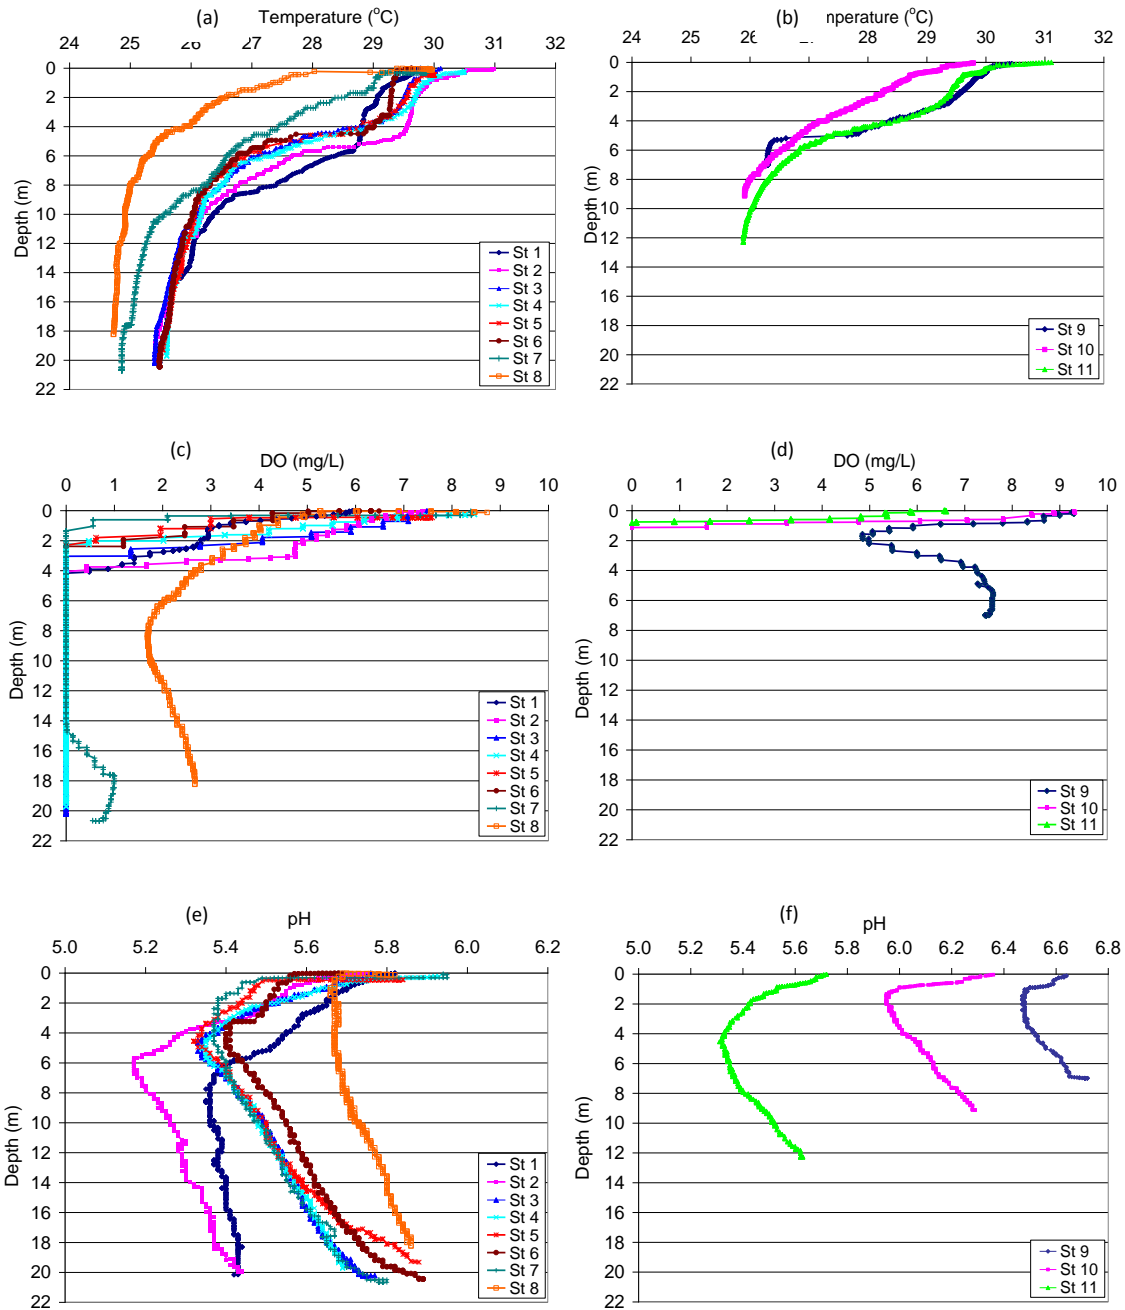 (a) Temperature (°C)
24 25 26 27 28 29 30 31 32
0
2
4
6
8
10
12
14
16
18
20
22
Depth (m)
St 1
St 2
St 3
St 4
St 5
St 6
St 7
St 8
(b) nperature (°C)
24 25 26 27 28 29 30 31 32
0
2
4
6
8
10
12
14
16
18
20
22
Depth (m)
St 9
St 10
St 11
(c)
DO (mg/L)
0 1 2 3 4 5 6 7 8 9 10
0
2
4
6
8
10
12
14
16
18
20
22
Depth (m)
St 1
St 2
St 3
St 4
St 5
St 6
St 7
St 8
(d)
DO (mg/L)
0 1 2 3 4 5 6 7 8 9 10
0
2
4
6
8
10
12
14
16
18
20
22
Depth (m)
St 9
St 10
St 11
(e) pH
5.0 5.2 5.4 5.6 5.8 6.0 6.2
0
2
4
6
8
10
12
14
16
18
20
22
Depth (m)
St 1
St 2
St 3
St 4
St 5
St 6
St 7
St 8
(f) pH
5.0 5.2 5.4 5.6 5.8 6.0 6.2 6.4 6.6 6.8
0
2
4
6
8
10
12
14
16
18
20
22
Depth (m)
St 9
St 10
St 11